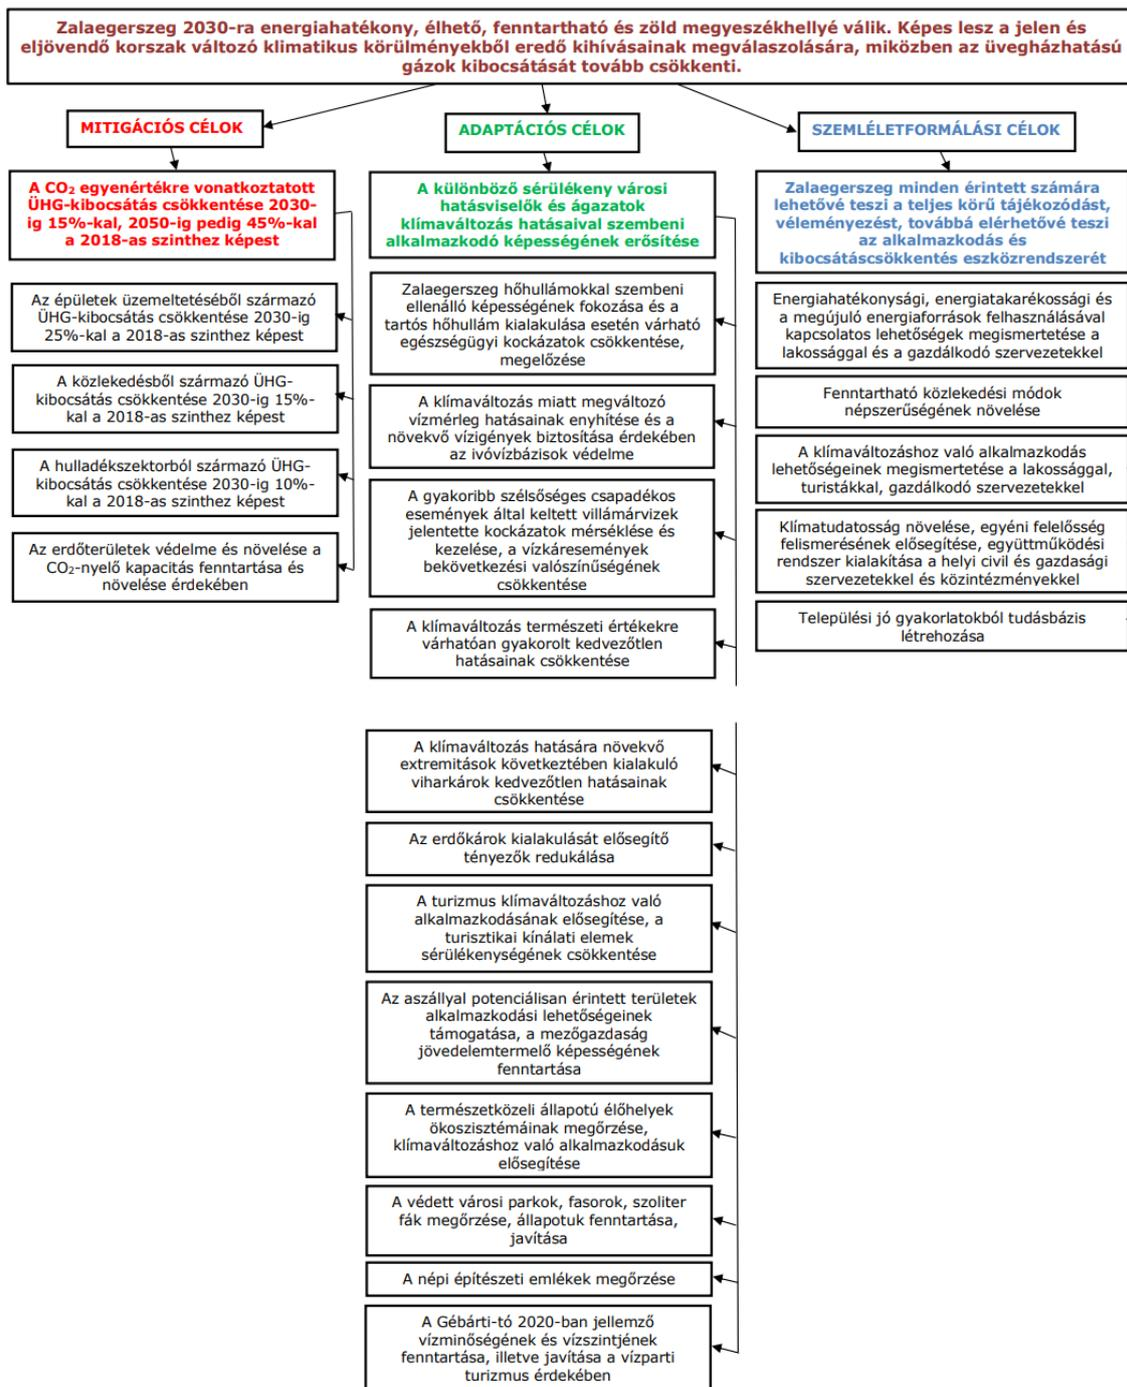 Zalaegerszeg 2030-ra energiahatékony, élhető, fenntartható és zöld megyeszékhellyé válik. Képes lesz a jelen és
eljövendő korszak változó klimatikus körülményekből eredő kihívásainak megválaszolására, miközben az üvegházhatású
gázok kibocsátását tovább csökkenti.
MITIGÁCIÓS CÉLOK
A CO₂ egyenértékre vonatkoztatott
ÜHG-kibocsátás csökkentése 2030-
ig 15%-kal, 2050-ig pedig 45%-kal
a 2018-as szinthez képest
Az épületek üzemeltetéséből származó
ÜHG-kibocsátás csökkentése 2030-ig
25%-kal a 2018-as szinthez képest
A közlekedésből származó ÜHG-
kibocsátás csökkentése 2030-ig 15%-
kal a 2018-as szinthez képest
A hulladékszektorból származó ÜHG-
kibocsátás csökkentése 2030-ig 10%-
kal a 2018-as szinthez képest
Az erdőterületek védelme és növelése a
CO₂-nyelő kapacitás fenntartása és
növelése érdekében
ADAPTÁCIÓS CÉLOK
A különböző sérülékeny városi
hatásviselők és ágazatok
klímaváltozás hatásaival szembeni
alkalmazkodó képességének erősítése
Zalaegerszeg hőhullámokkal szembeni
ellenálló képességének fokozása és a
tartós hőhullám kialakulása esetén várható
egészségügyi kockázatok csökkentése,
megelőzése
A klímaváltozás miatt megváltozó
vízmérleg hatásainak enyhítése és a
növekvő vízigények biztosítása érdekében
az ivóvízbázisok védelme
A gyakoribb szélsőséges csapadékos
események által keltett villámárvizek
jelentette kockázatok mérséklése és
kezelése, a vízkáresemények
bekövetkezési valószínűségének
csökkentése
A klímaváltozás természeti értékekre
várhatóan gyakorolt kedvezőtlen
hatásainak csökkentése
A klímaváltozás hatására növekvő
extremitások következtében kialakuló
viharkárok kedvezőtlen hatásainak
csökkentése
Az erdőkárok kialakulását elősegítő
tényezők redukálása
A turizmus klímaváltozáshoz való
alkalmazkodásának elősegítése, a
turisztikai kínálati elemek
sérülékenységének csökkentése
Az aszállyal potenciálisan érintett területek
alkalmazkodási lehetőségeinek
támogatása, a mezőgazdaság
jövedelemtermelő képességének
fenntartása
A természetközeli állapotú élőhelyek
ökoszisztémáinak megőrzése,
klímaváltozáshoz való alkalmazkodásuk
elősegítése
A védett városi parkok, fasorok, szoliter
fák megőrzése, állapotuk fenntartása,
javítása
A népi építészeti emlékek megőrzése
A Gébárti-tó 2020-ban jellemző
vízminőségének és vízszintjének
fenntartása, illetve javítása a vízparti
turizmus érdekében
SZEMLÉLETFORMÁLÁSI CÉLOK
Zalaegerszeg minden érintett számára
lehetővé teszi a teljes körű tájékozódást,
véleményezést, továbbá elérhetővé teszi
az alkalmazkodás és
kibocsátáscsökkentés eszközrendszerét
Energiahatékonysági, energiatakarékossági és
a megújuló energiaforrások felhasználásával
kapcsolatos lehetőségek megismertetése a
lakossággal és a gazdálkodó szervezetekkel
Fenntartható közlekedési módok
népszerűségének növelése
A klímaváltozáshoz való alkalmazkodás
lehetőségeinek megismertetése a lakossággal,
turistákkal, gazdálkodó szervezetekkel
Klímatudatosság növelése, egyéni felelősség
felismerésének elősegítése, együttműködési
rendszer kialakítása a helyi civil és gazdasági
szervezetekkel és közintézményekkel
Települési jó gyakorlatokból tudásbázis
létrehozása